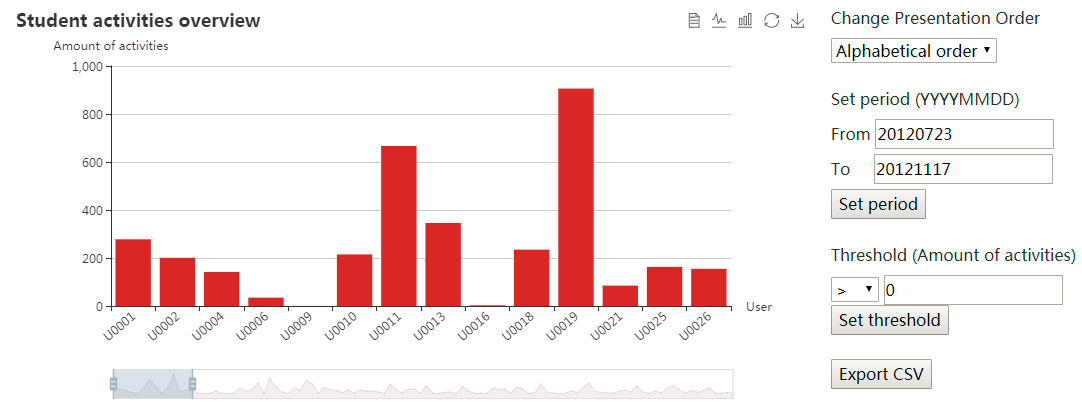 Student activities overview
Amount of activities
1,000
800
600
400
200
0
U0001
U0002
U0004
U0006
U0009
U0010
U0011
U0013
U0016
U0018
U0019
U0021
U0025
U0026
User
Change Presentation Order
Alphabetical order
Set period (YYYYMMDD)
From 20120723
To 20121117
Set period
Threshold (Amount of activities)
> 0
Set threshold
Export CSV